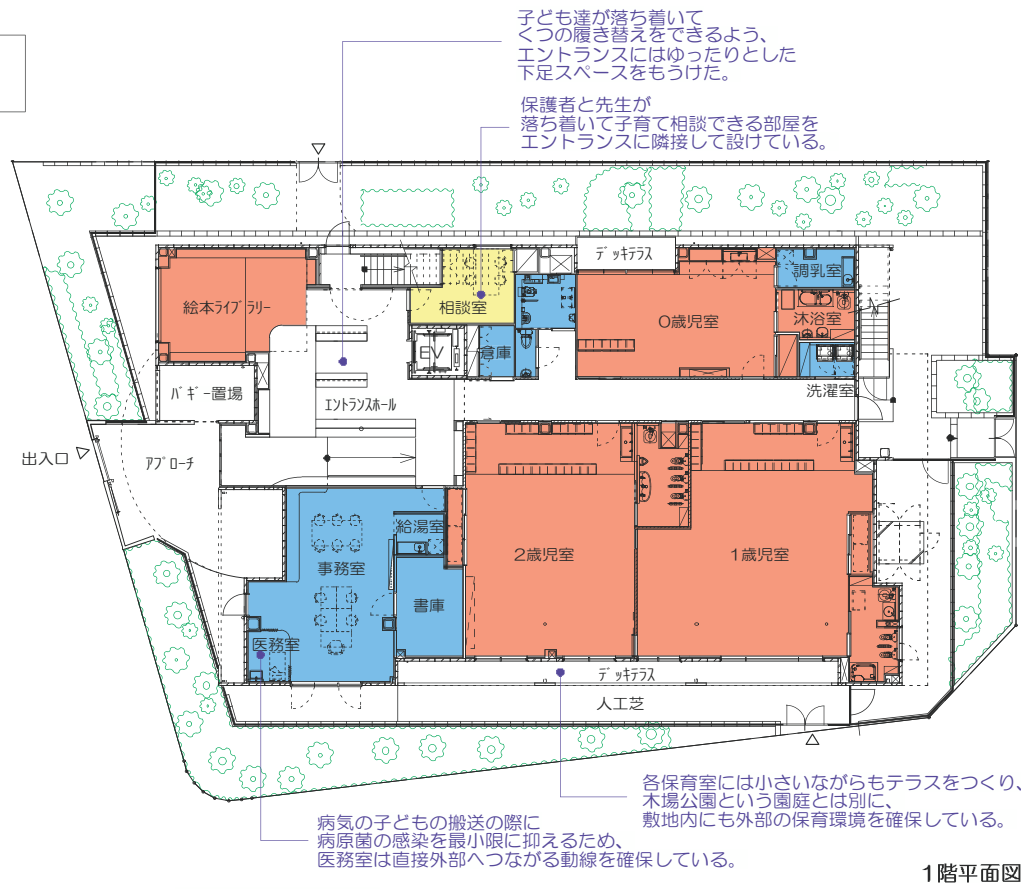 子ども達が落ち着いて
くつの履き替えをできるよう、
エントランスにはゆったりとした
下足スペースをもうけた。
保護者と先生が
落ち着いて子育て相談できる部屋を
エントランスに隣接して設けている。
デッキテラス
調乳室
絵本ライブラリー
相談室
0歳児室
沐浴室
EV
倉庫
洗濯室
バギー置場
エントランスホール
出入口
アプローチ
給湯室
2歳児室
1歳児室
事務室
書庫
医務室
デッキテラス
人工芝
各保育室には小さいながらもテラスをつくり、
木場公園という園庭とは別に、
敷地内にも外部の保育環境を確保している。
病気の子どもの搬送の際に
病原菌の感染を最小限に抑えるため、
医務室は直接外部へつながる動線を確保している。
1階平面図